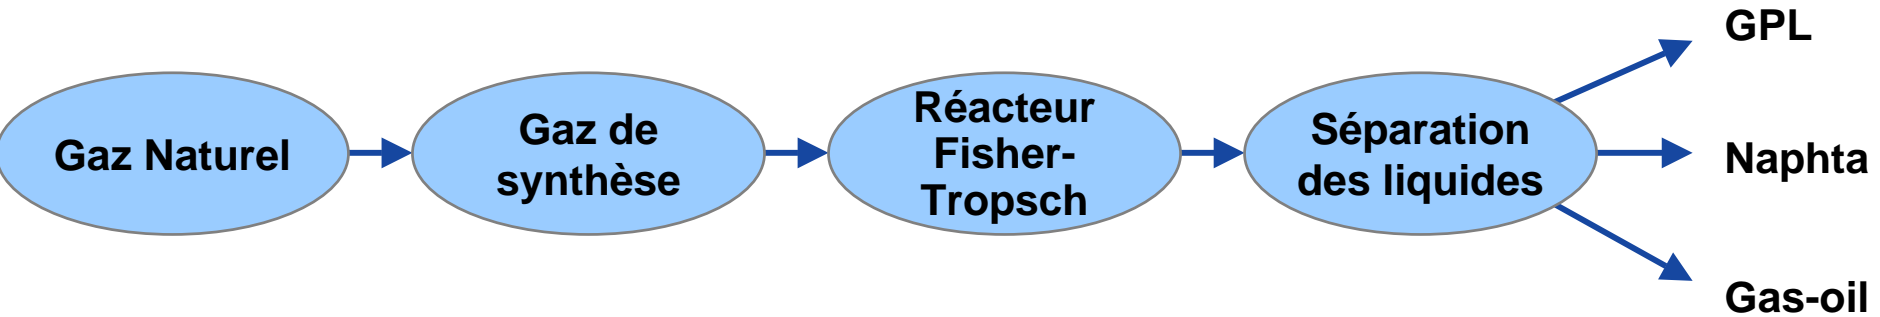 Gaz Naturel
Gaz de
synthèse
Réacteur
Fisher-
Tropsch
Séparation
des liquides
GPL
Naphta
Gas-oil